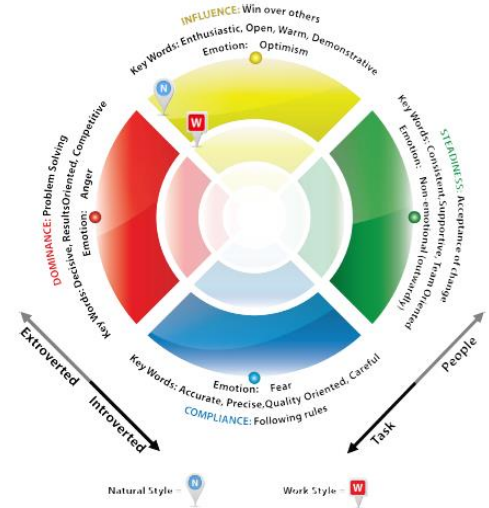 INFLUENCE: Win over others
Key Words: Enthusiastic, Open, Warm, Demonstrative
Emotion: Optimism
N
W
DOMINANCE: Problem Solving
Key Words: Decisive, ResultsOriented, Competitive
Emotion: Anger
STEADINESS: Acceptance of change
Key Words: Consistent,Supportive, Team Oriented
Emotion: Non-emotional (outwardly)
Emotion: Fear
Key Words: Accurate, Precise,Quality Oriented, Careful
COMPLIANCE: Following rules
Extroverted
Introverted
People
Task
Natural Style - N
Work Style - W